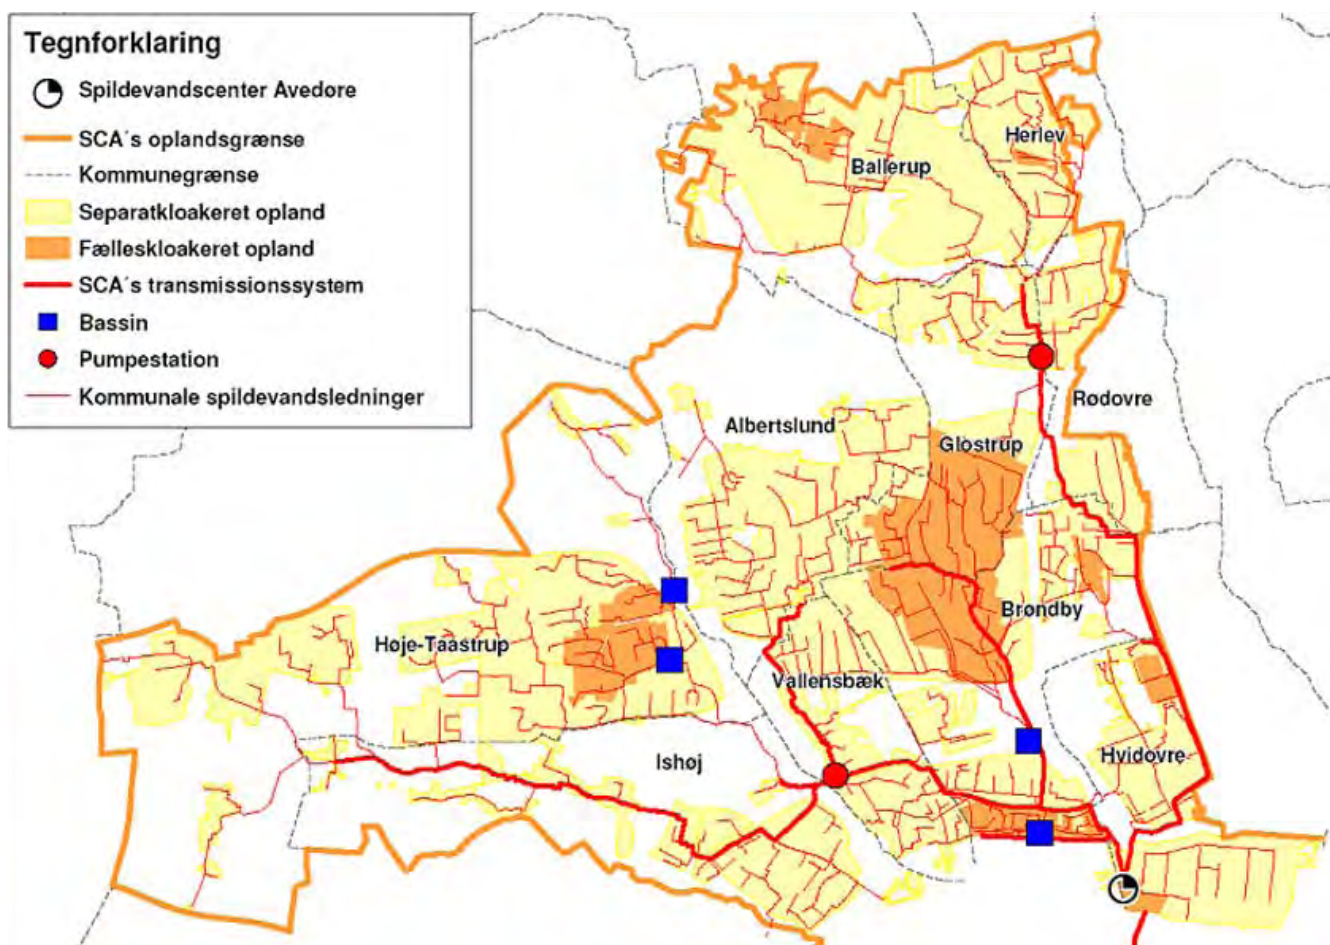 Tegnforklaring
Spildevandscenter Avedøre
SCA´s oplandsgrænse
Kommunegrænse
Separatkloakeret opland
Fælleskloakeret opland
SCA´s transmissionssystem
Bassin
Pumpestation
Kommunale spildevandsledninger
Herlev
Ballerup
Rødovre
Albertslund
Glostrup
Brøndby
Høje-Taastrup
Vallensbæk
Ishøj
Hvidovre